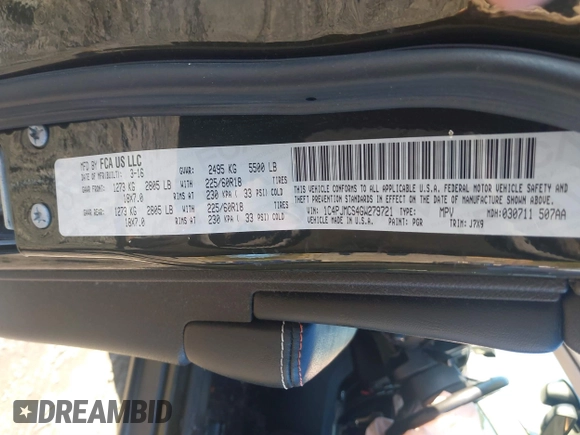 MFD BY FCA US LLC
DATE OF MFR(BUILT): 3-16 GVWR: 2495 KG 5500 LB
GAWR FRONT: 1273 KG 2805 LB WITH 225/60R18 TIRES
18X7.0 RIMS AT 230 KPA ( 33 PSI) COLD
GAWR REAR: 1273 KG 2805 LB WITH 225/60R18 TIRES
18X7.0 RIMS AT 230 KPA ( 33 PSI) COLD
THIS VEHICLE CONFORMS TO ALL APPLICABLE U.S.A. FEDERAL MOTOR VEHICLE SAFETY,
BUMPER, AND THEFT PREVENTION STANDARDS IN EFFECT ON THE DATE OF
MANUFACTURE SHOWN ABOVE.
VIN: 1C4PJMCS4GW279721 TYPE: MPV MDH: 030711 507AA
VEHICLE MADE IN U.S.A. PAINT: PGR TRIM: J7X9
DREAMBID